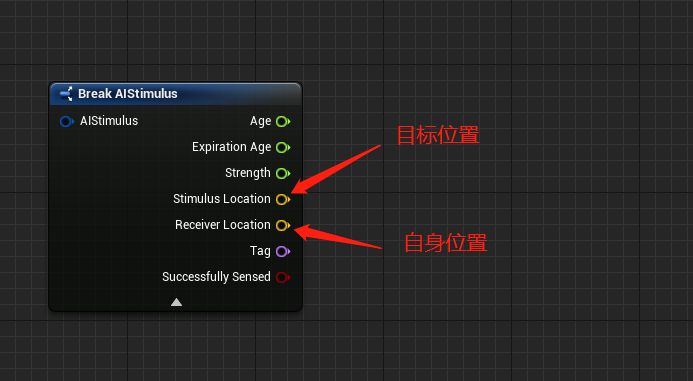 Break AIStimulus
AIStimulus
Age
Expiration Age
Strength
Stimulus Location
Receiver Location
Tag
Successfully Sensed
目标位置
自身位置